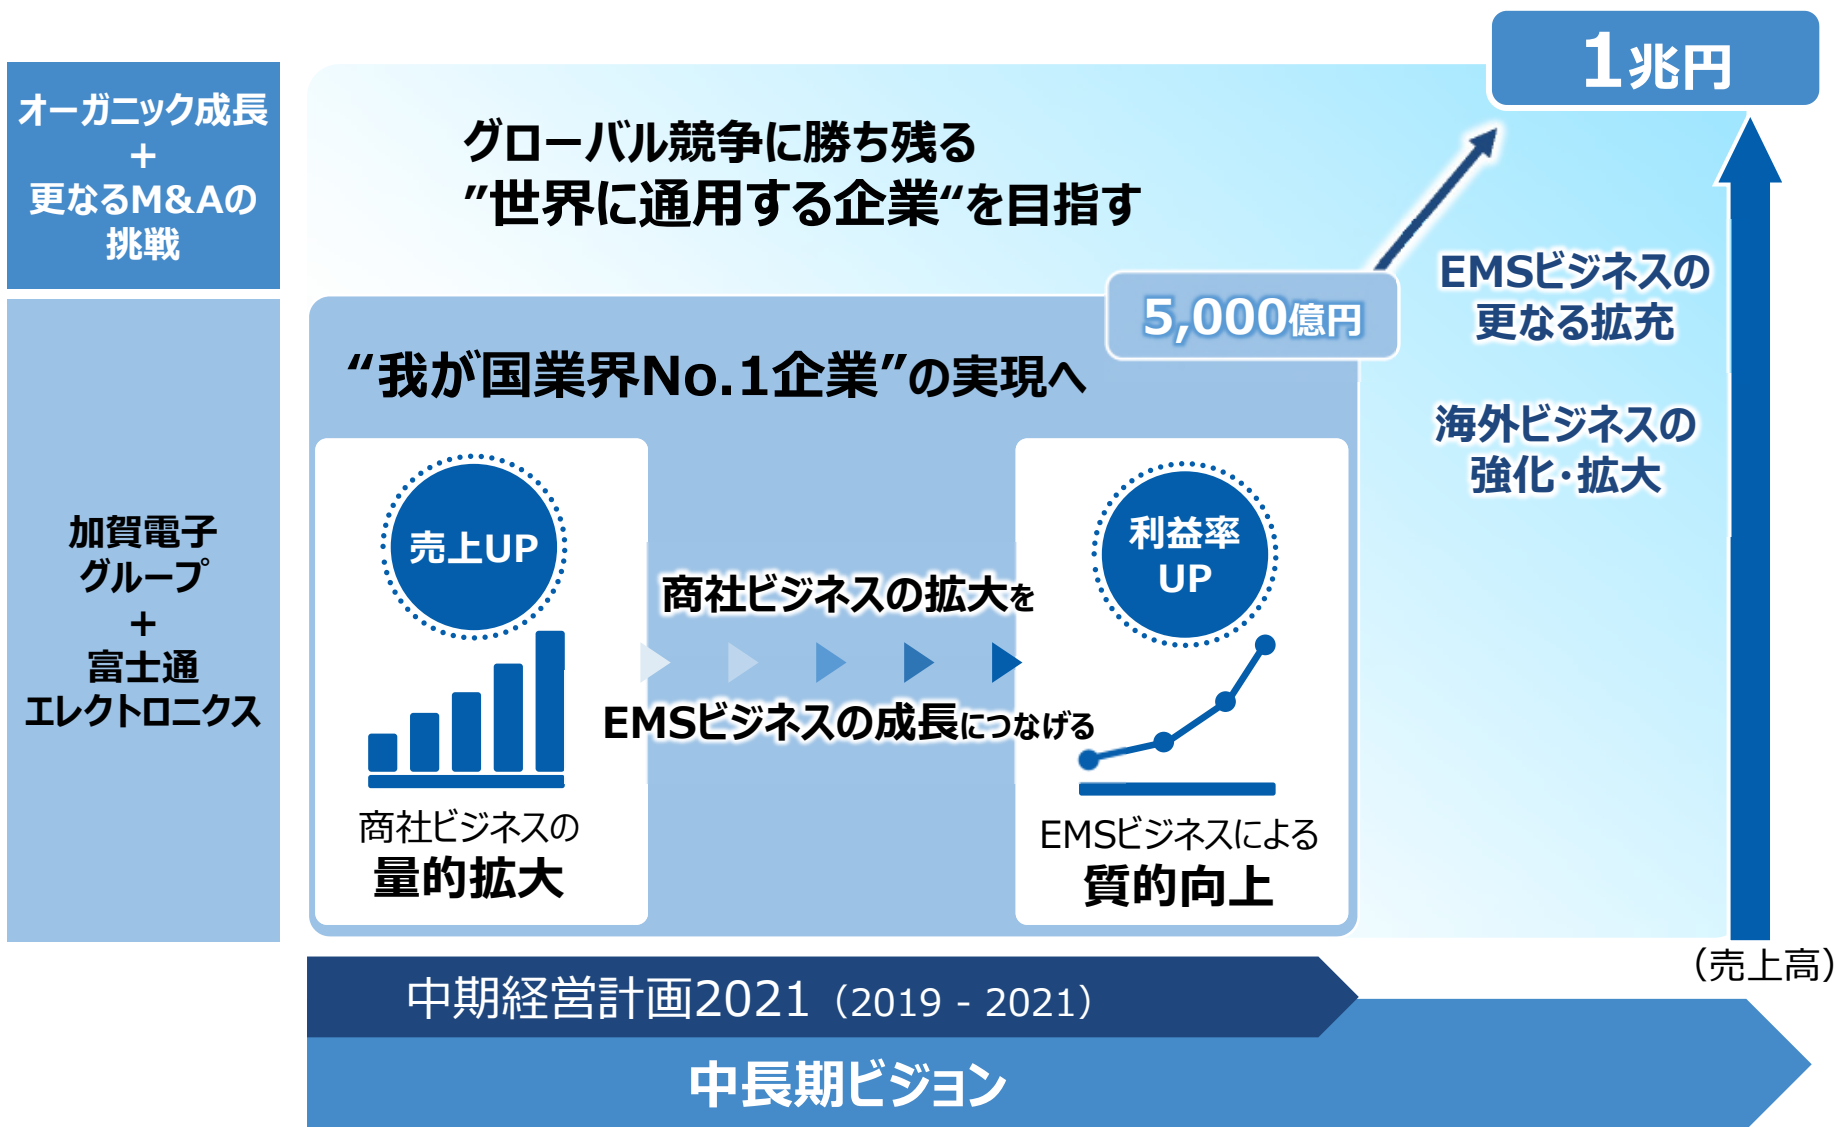 1兆円
オーガニック成長
+
更なるM&Aの
挑戦
グローバル競争に勝ち残る
”世界に通用する企業“を目指す
5,000億円
EMSビジネスの
更なる拡充
海外ビジネスの
強化・拡大
“我が国業界No.1企業”の実現へ
加賀電子
グループ
+
富士通
エレクトロニクス
売上UP
商社ビジネスの
量的拡大
商社ビジネスの拡大を
EMSビジネスの成長につなげる
利益率
UP
EMSビジネスによる
質的向上
（売上高）
中期経営計画2021（2019 - 2021）
中長期ビジョン